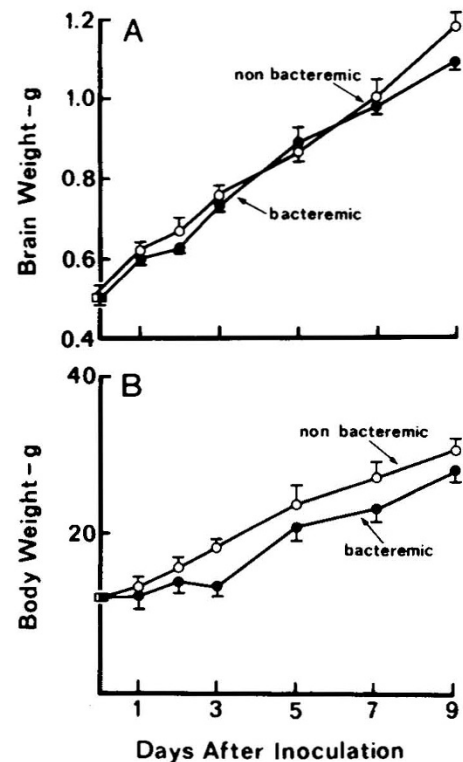 A
Brain Weight-g
1.2
1.0
0.8
0.6
0.4
non bacteremic
bacteremic
B
Body Weight-g
40
20
non bacteremic
bacteremic
1 3 5 7 9
Days After Inoculation